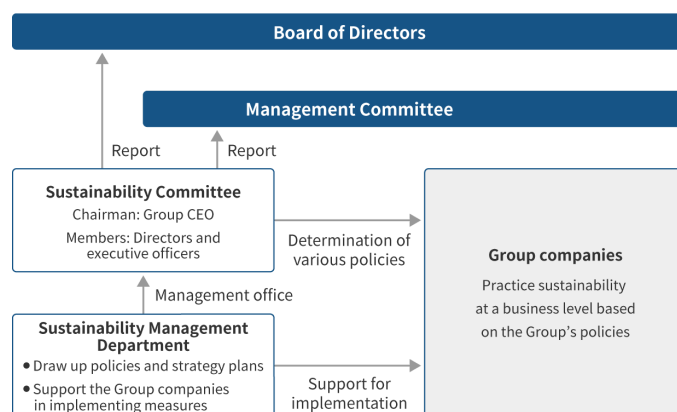 Board of Directors
Management Committee
Report
Report
Sustainability Committee
Chairman: Group CEO
Members: Directors and
executive officers
Determination of
various policies
Group companies
Practice sustainability
at a business level based
on the Group's policies
Management office
Sustainability Management
Department
● Draw up policies and strategy plans
● Support the Group companies
in implementing measures
Support for
implementation